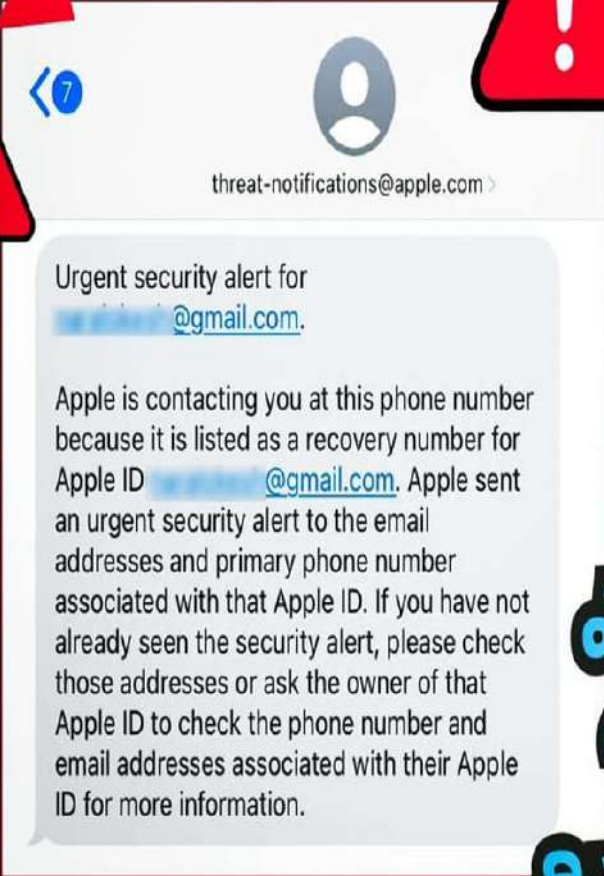 !
7
threat-notifications@apple.com
Urgent security alert for
@gmail.com.
Apple is contacting you at this phone number
because it is listed as a recovery number for
Apple ID @gmail.com. Apple sent
an urgent security alert to the email
addresses and primary phone number
associated with that Apple ID. If you have not
already seen the security alert, please check
those addresses or ask the owner of that
Apple ID to check the phone number and
email addresses associated with their Apple
ID for more information.